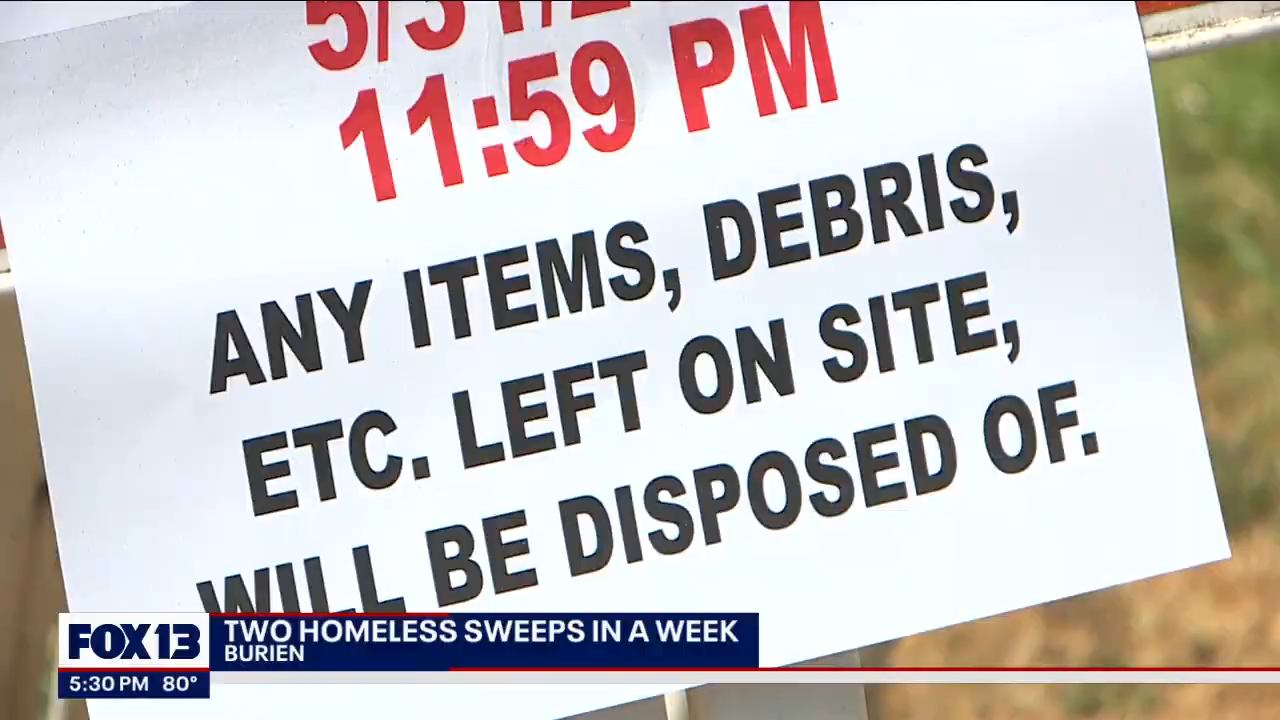 11:59 PM
ANY ITEMS, DEBRIS,
ETC. LEFT ON SITE,
WILL BE DISPOSED OF.
FOX 13
TWO HOMELESS SWEEPS IN A WEEK
BURIEN
5:30 PM 80°